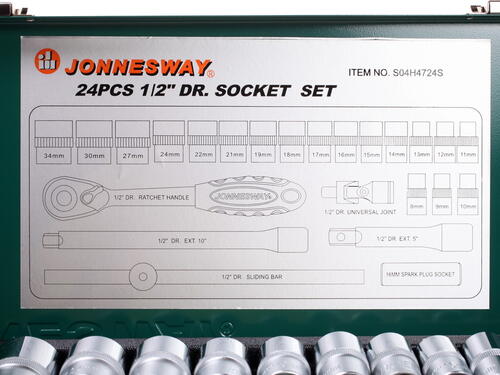 JONNESWAY®
ITEM NO. S04H4724S
24PCS 1/2" DR. SOCKET SET
34mm 30mm 27mm 24mm 22mm 21mm 19mm 18mm 17mm 16mm 15mm 14mm 13mm 12mm 11mm
1/2" DR. RATCHET HANDLE
JONNESWAY
1/2" DR. UNIVERSAL JOINT
8mm 9mm 10mm
1/2" DR. EXT. 10"
1/2" DR. EXT. 5"
1/2" DR. SLIDING BAR
16MM SPARK PLUG SOCKET